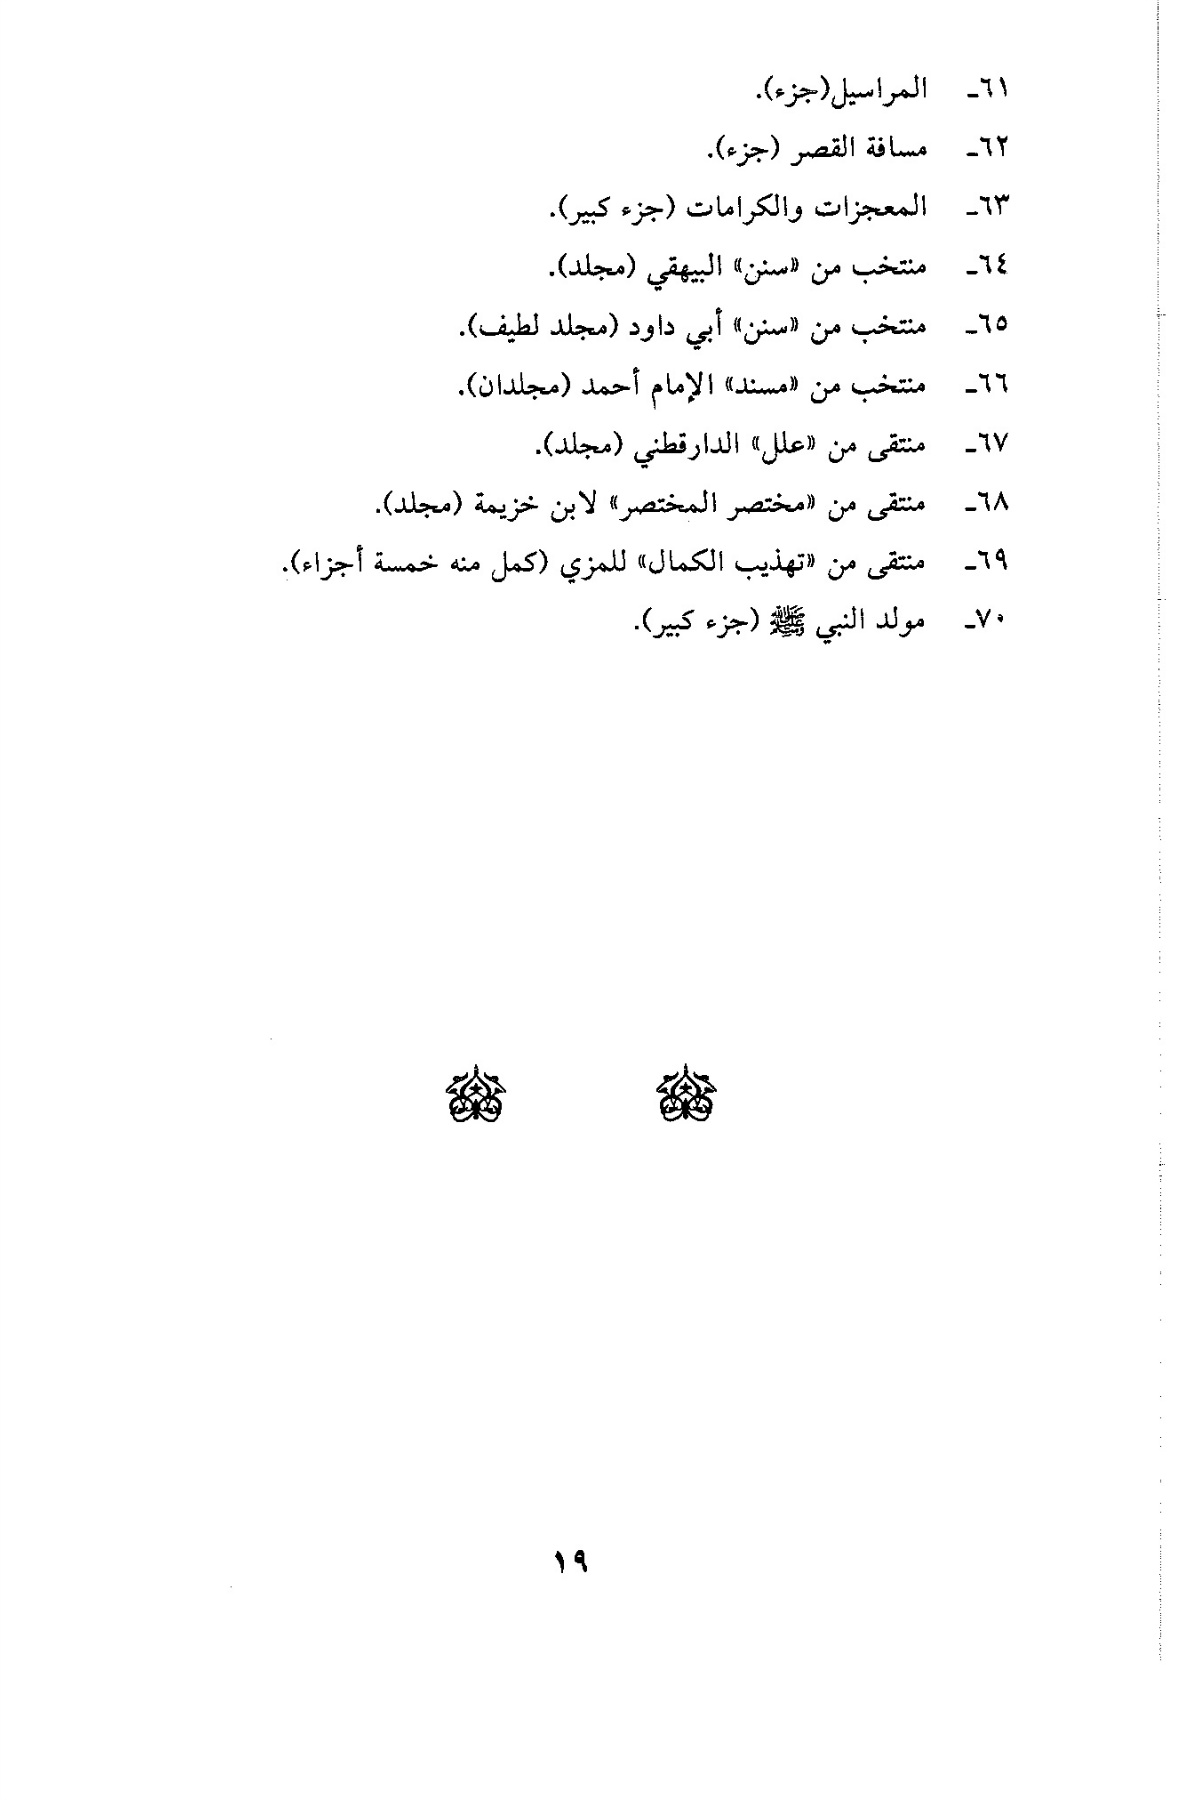 ٦١ـ المراسيل(جزء).
٦٢ـ مسافة القصر (جزء).
٦٣ـ المعجزات والكرامات (جزء كبير).
٦٤ـ منتخب من «سنن» البيهقي (مجلد).
٦٥ـ منتخب من «سنن» أبي داود (مجلد لطيف).
٦٦ـ منتخب من «مسند» الإمام أحمد (مجلدان).
٦٧ـ منتقى من «علل» الدارقطني (مجلد).
٦٨ـ منتقى من «مختصر المختصر» لابن خزيمة (مجلد).
٦٩ـ منتقى من «تهذيب الكمال» للمزي (كمل منه خمسة أجزاء).
٧٠ـ مولد النبي ﷺ (جزء كبير).
١٩